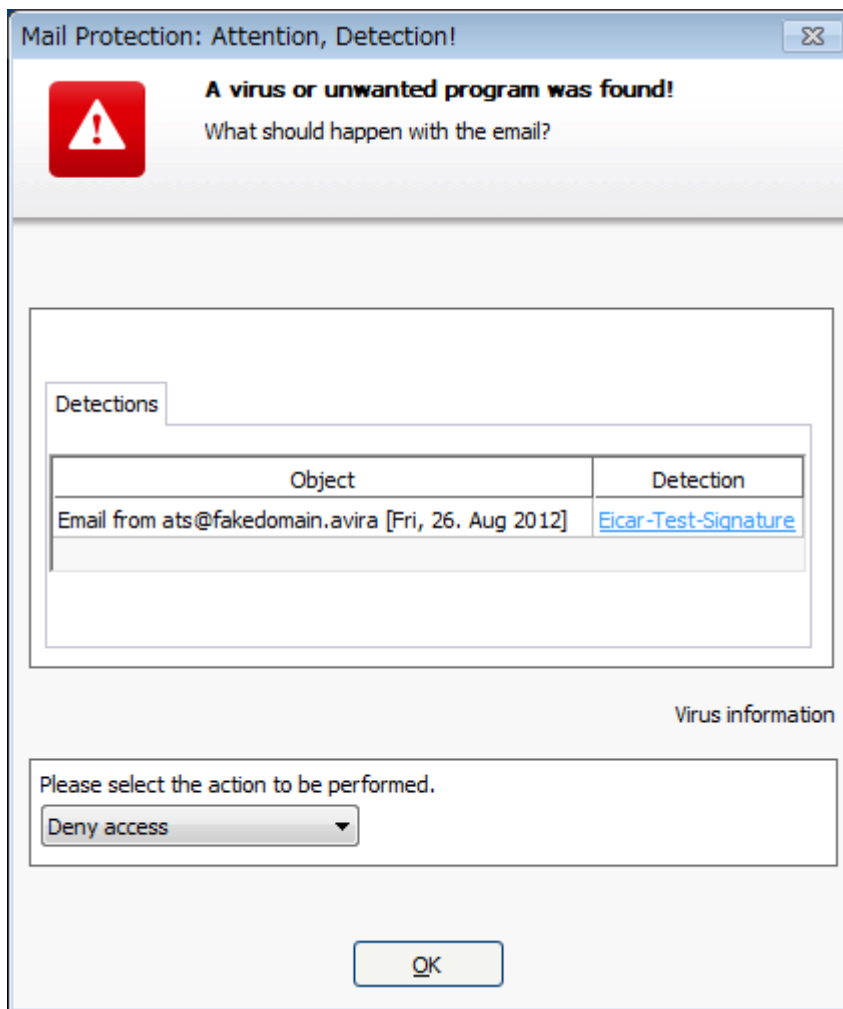 Mail Protection: Attention, Detection!
A virus or unwanted program was found!
What should happen with the email?
Detections
Object Detection
Email from ats@fakedomain.avira [Fri, 26. Aug 2012] Eicar-Test-Signature
Virus information
Please select the action to be performed.
Deny access
OK